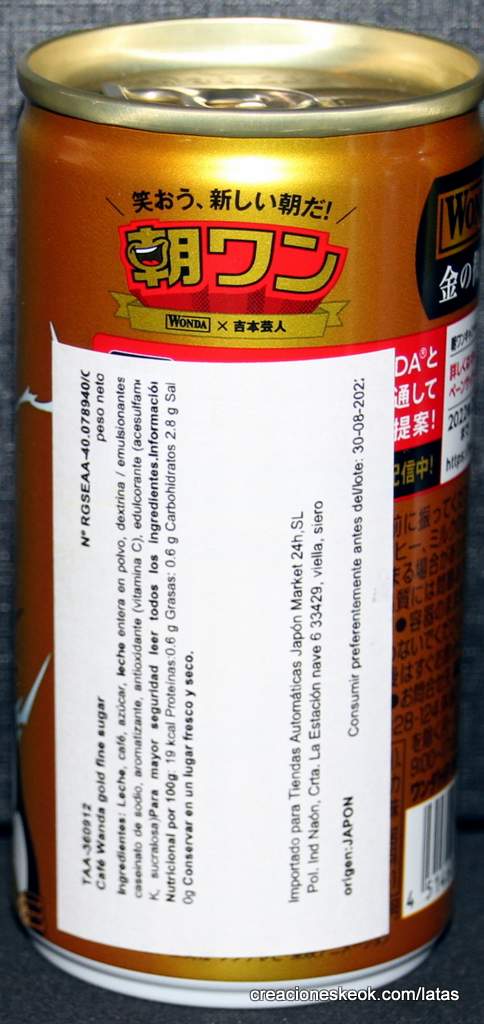 笑おう、新しい朝だ!
朝ワン
WONDA × 吉本芸人
金の
DA®と
通して
提案!
配信中!
TAA-360912
Nº RGSEAA-40.078940/C
Café Wanda gold fine sugar
peso neto
Ingredientes: Leche, café, azúcar, leche entera en polvo, dextrina / emulsionantes
caseinato de sodio, aromatizante, antioxidante (vitamina C), edulcorante (acesulfamo
K, sucralosa)Para mayor seguridad leer todos los ingredientes.Informació
Nutricional por 100g: 19 kcal Proteínas:0.6 g Grasas: 0.6 g Carbohidratos 2.8 g Sal
0g Conservar en un lugar fresco y seco.
Importado para Tiendas Automáticas Japón Market 24h,SL
Pol. Ind Naón, Crta. La Estación nave 6 33429, viella, siero
Consumir preferentemente antes del/lote: 30-08-202
origen:JAPON
creacioneskeok.com/latas